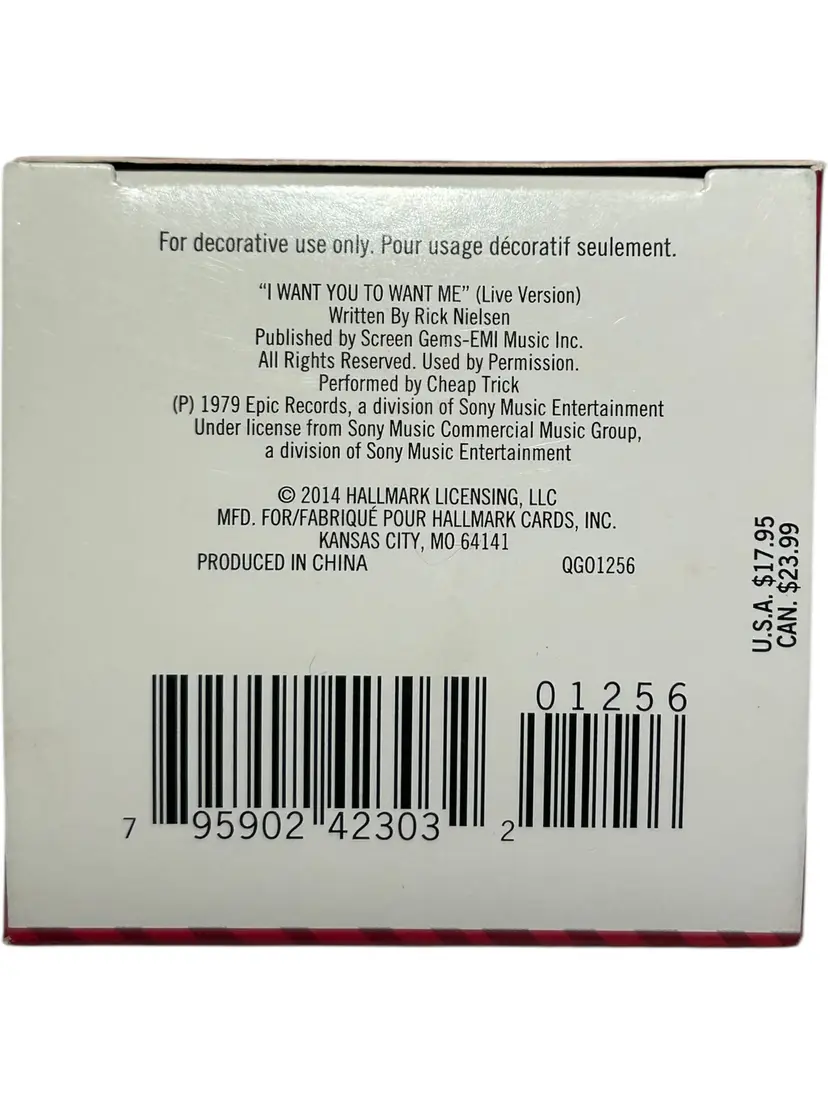 For decorative use only. Pour usage décoratif seulement.
"I WANT YOU TO WANT ME" (Live Version)
Written By Rick Nielsen
Published by Screen Gems-EMI Music Inc.
All Rights Reserved. Used by Permission.
Performed by Cheap Trick
(P) 1979 Epic Records, a division of Sony Music Entertainment
Under license from Sony Music Commercial Music Group,
a division of Sony Music Entertainment
© 2014 HALLMARK LICENSING, LLC
MFD. FOR/FABRIQUÉ POUR HALLMARK CARDS, INC.
KANSAS CITY, MO 64141
PRODUCED IN CHINA QGO1256
U.S.A. $17.95
CAN. $23.99
01256
7 95902 42303 2